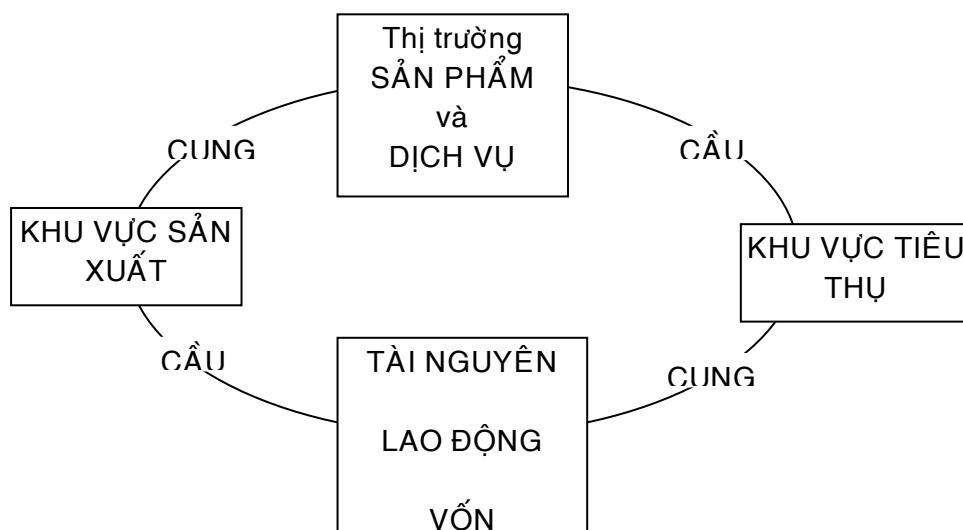 Thị trường
SẢN PHẨM
và
DỊCH VỤ
CUNG
CẦU
KHU VỰC SẢN
XUẤT
KHU VỰC TIÊU
THỤ
CẦU
CUNG
TÀI NGUYÊN
LAO ĐỘNG
VỐN